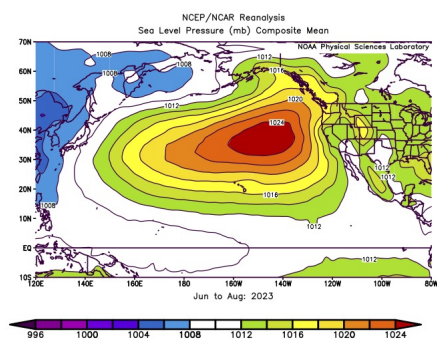 NCEP/NCAR Reanalysis
Sea Level Pressure (mb) Composite Mean
NOAA Physical Sciences Laboratory
70N
60N
50N
40N
30N
20N
10N
EQ
10S
1008
1008
1008
1012
1012
1016
1020
1024
1012
1012
1016
1008
1012
1012
120E 140E 160E 180 160W 140W 120W 100W 80W
Jun to Aug: 2023
996 1000 1004 1008 1012 1016 1020 1024